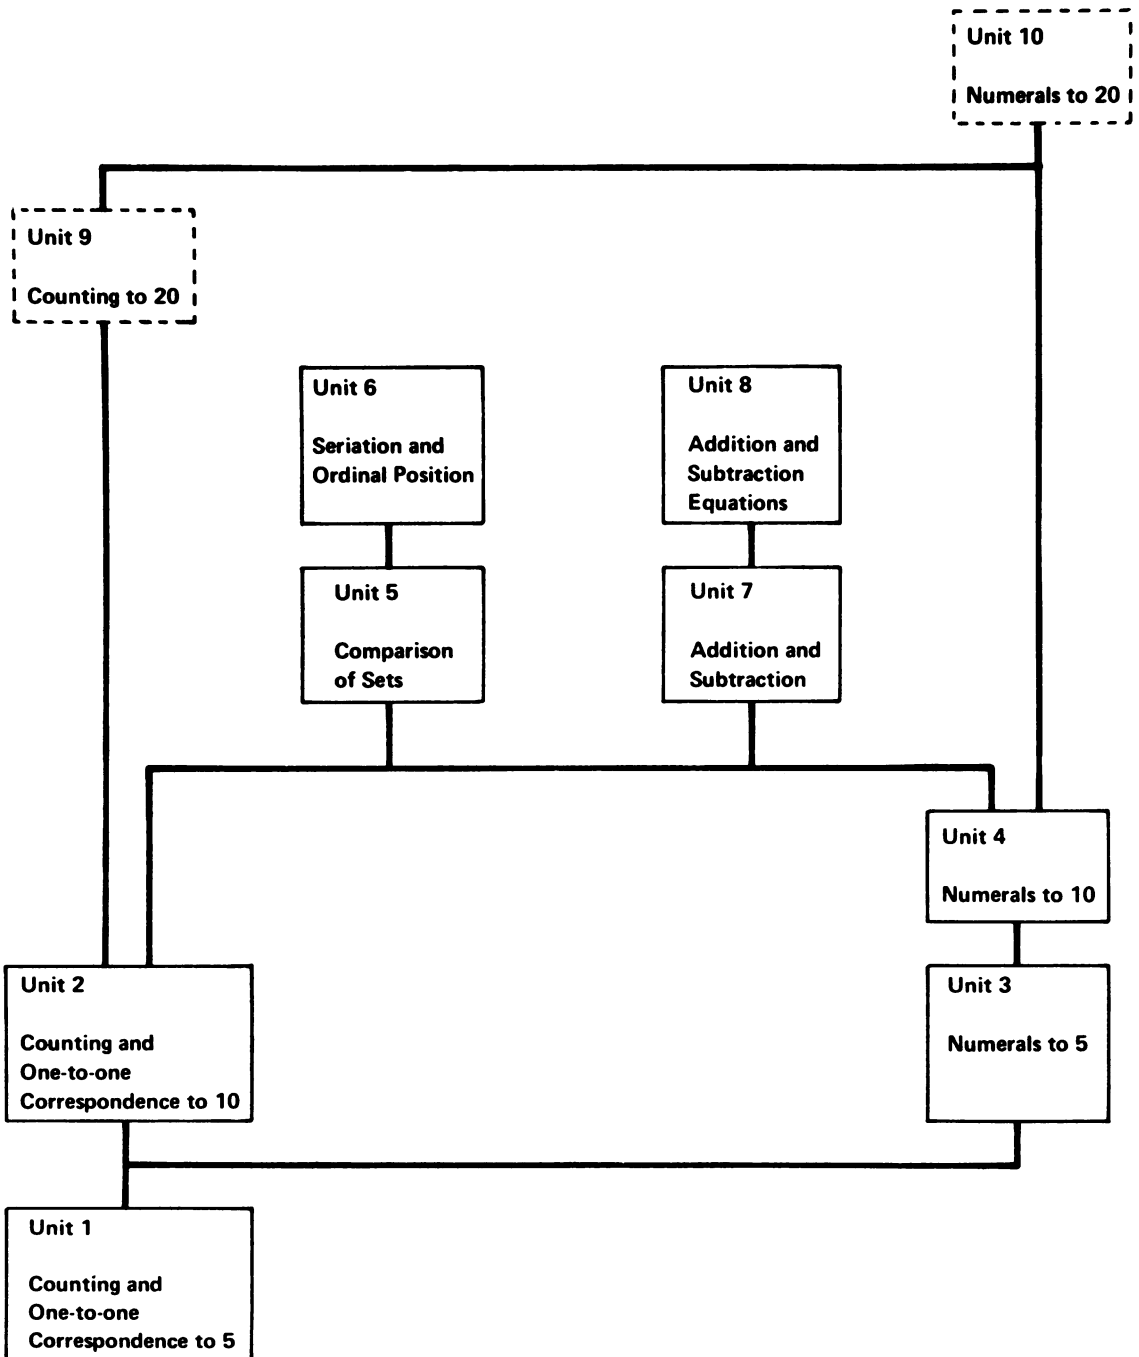 Unit 10
Numerals to 20
Unit 9
Counting to 20
Unit 6
Seriation and
Ordinal Position
Unit 8
Addition and
Subtraction
Equations
Unit 5
Comparison
of Sets
Unit 7
Addition and
Subtraction
Unit 4
Numerals to 10
Unit 2
Counting and
One-to-one
Correspondence to 10
Unit 3
Numerals to 5
Unit 1
Counting and
One-to-one
Correspondence to 5